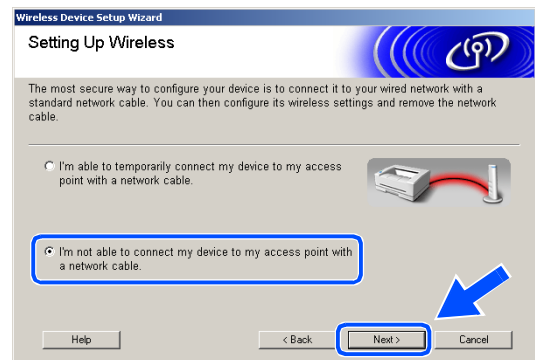 Wireless Device Setup Wizard
Setting Up Wireless
The most secure way to configure your device is to connect it to your wired network with a
standard network cable. You can then configure its wireless settings and remove the network
cable.
I'm able to temporarily connect my device to my access
point with a network cable.
I'm not able to connect my device to my access point with
a network cable.
Help
< Back
Next >
Cancel